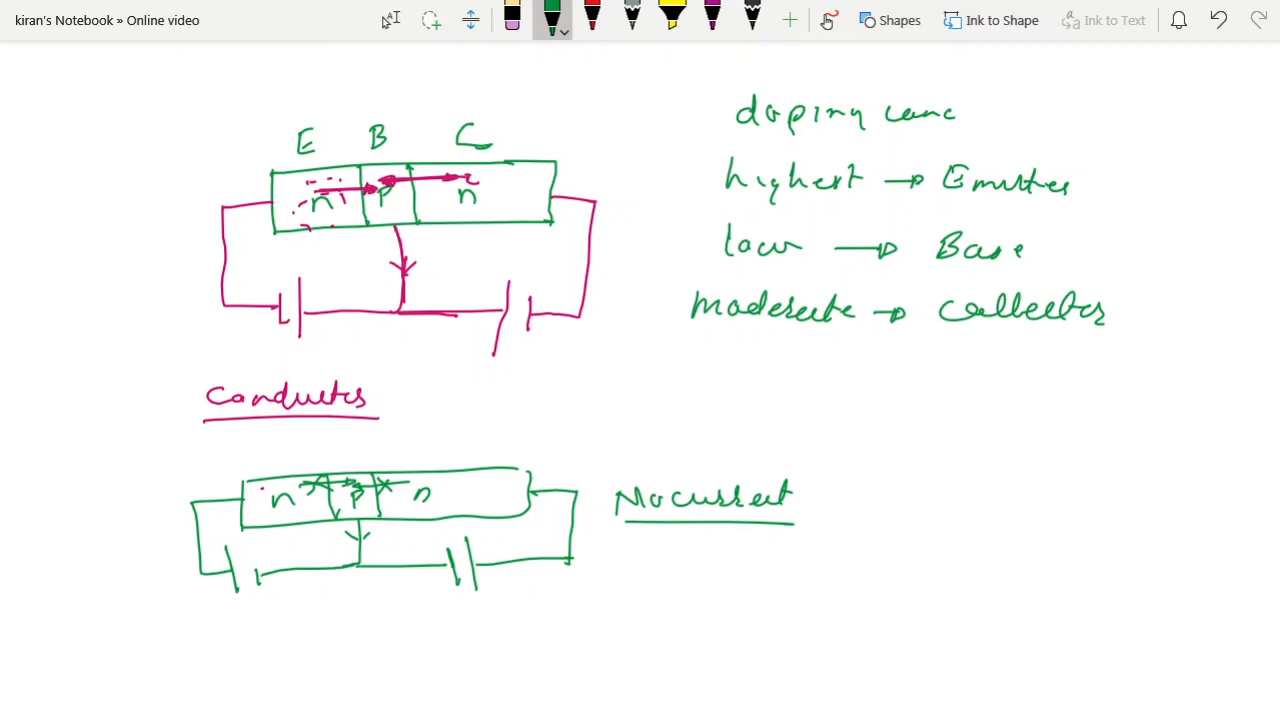 kiran's Notebook » Online video
Shapes
Ink to Shape
Ink to Text
E B C
n p n
doping conc
highest → Emitter
low → Base
moderate → Collector
Conducts
n p n
No current